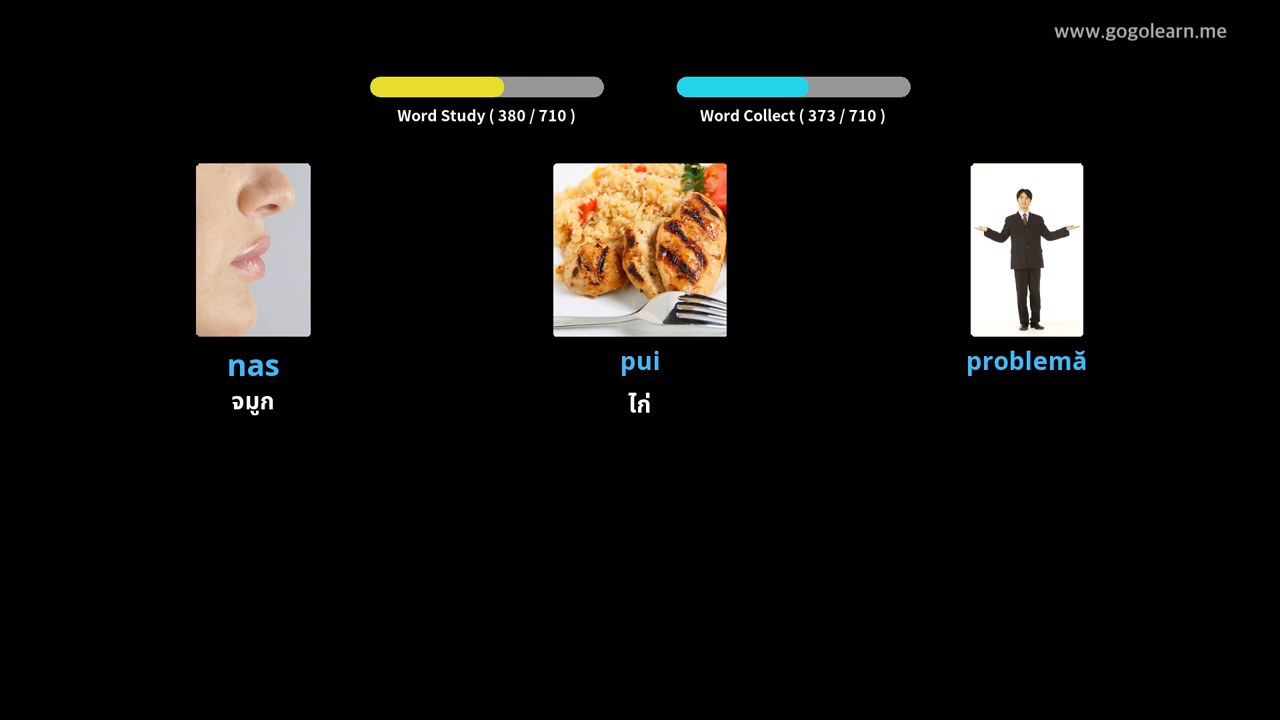 www.gogolearn.me
Word Study ( 380 / 710 )
Word Collect ( 373 / 710 )
nas
จมูก
pui
ไก่
problemă